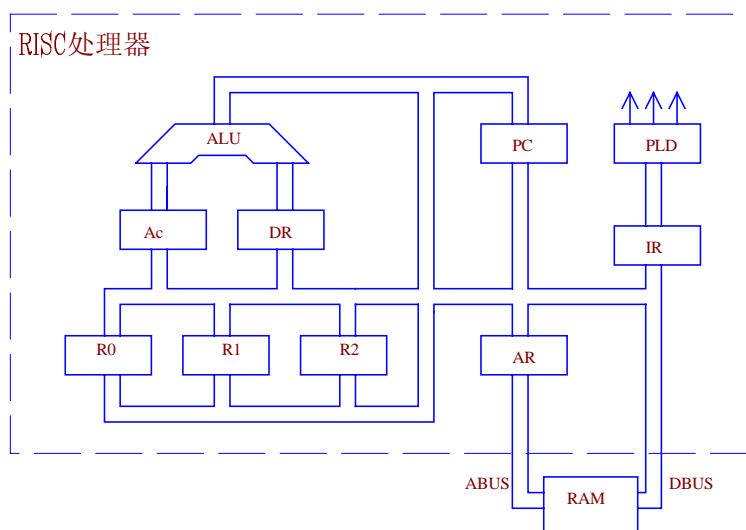 RISC处理器
ALU
PC
PLD
Ac
DR
IR
R0
R1
R2
AR
ABUS
RAM
DBUS